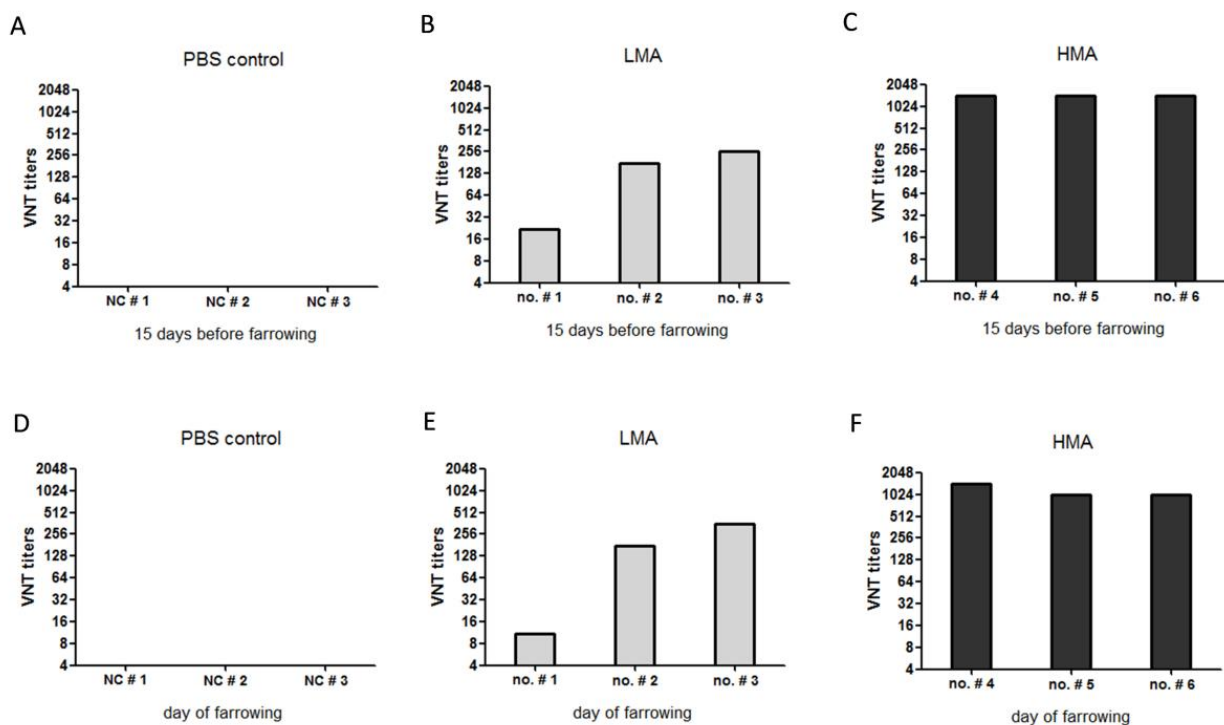 A
PBS control
2048
1024
512
256
128
64
32
16
8
4
VNT titers
NC # 1 NC # 2 NC # 3
15 days before farrowing
B
LMA
2048
1024
512
256
128
64
32
16
8
4
VNT titers
no. # 1 no. # 2 no. # 3
15 days before farrowing
C
HMA
2048
1024
512
256
128
64
32
16
8
4
VNT titers
no. # 4 no. # 5 no. # 6
15 days before farrowing
D
PBS control
2048
1024
512
256
128
64
32
16
8
4
VNT titers
NC # 1 NC # 2 NC # 3
day of farrowing
E
LMA
2048
1024
512
256
128
64
32
16
8
4
VNT titers
no. # 1 no. # 2 no. # 3
day of farrowing
F
HMA
2048
1024
512
256
128
64
32
16
8
4
VNT titers
no. # 4 no. # 5 no. # 6
day of farrowing